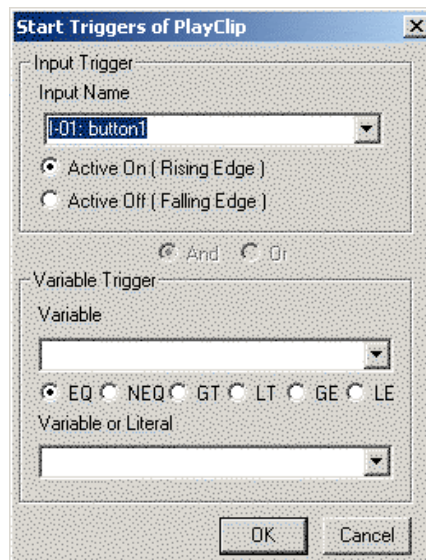 Start Triggers of PlayClip
Input Trigger
Input Name
I-01: button1
Active On ( Rising Edge )
Active Off ( Falling Edge )
And Or
Variable Trigger
Variable
EQ NEQ GT LT GE LE
Variable or Literal
OK Cancel